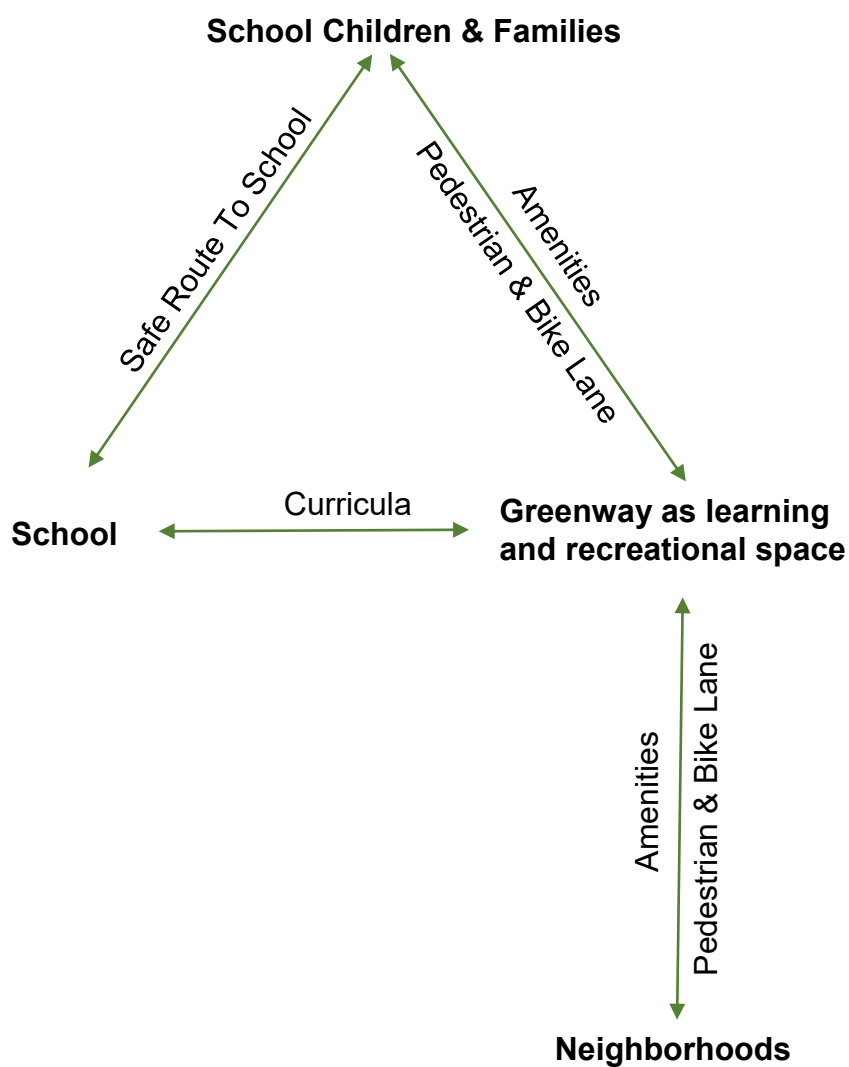 School Children & Families
Safe Route To School
Amenities
Pedestrian & Bike Lane
Curricula
School
Greenway as learning
and recreational space
Amenities
Pedestrian & Bike Lane
Neighborhoods